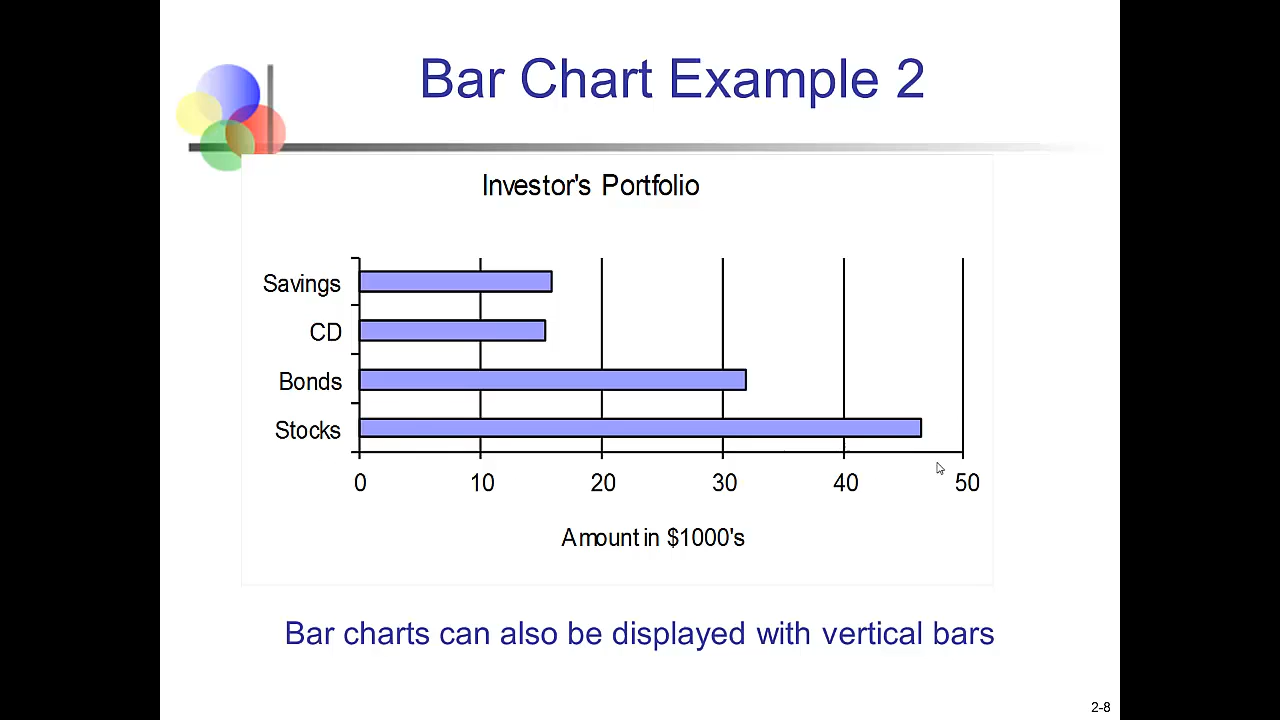 Bar Chart Example 2
Investor's Portfolio
Savings
CD
Bonds
Stocks
0 10 20 30 40 50
Amount in $1000's
Bar charts can also be displayed with vertical bars
2-8